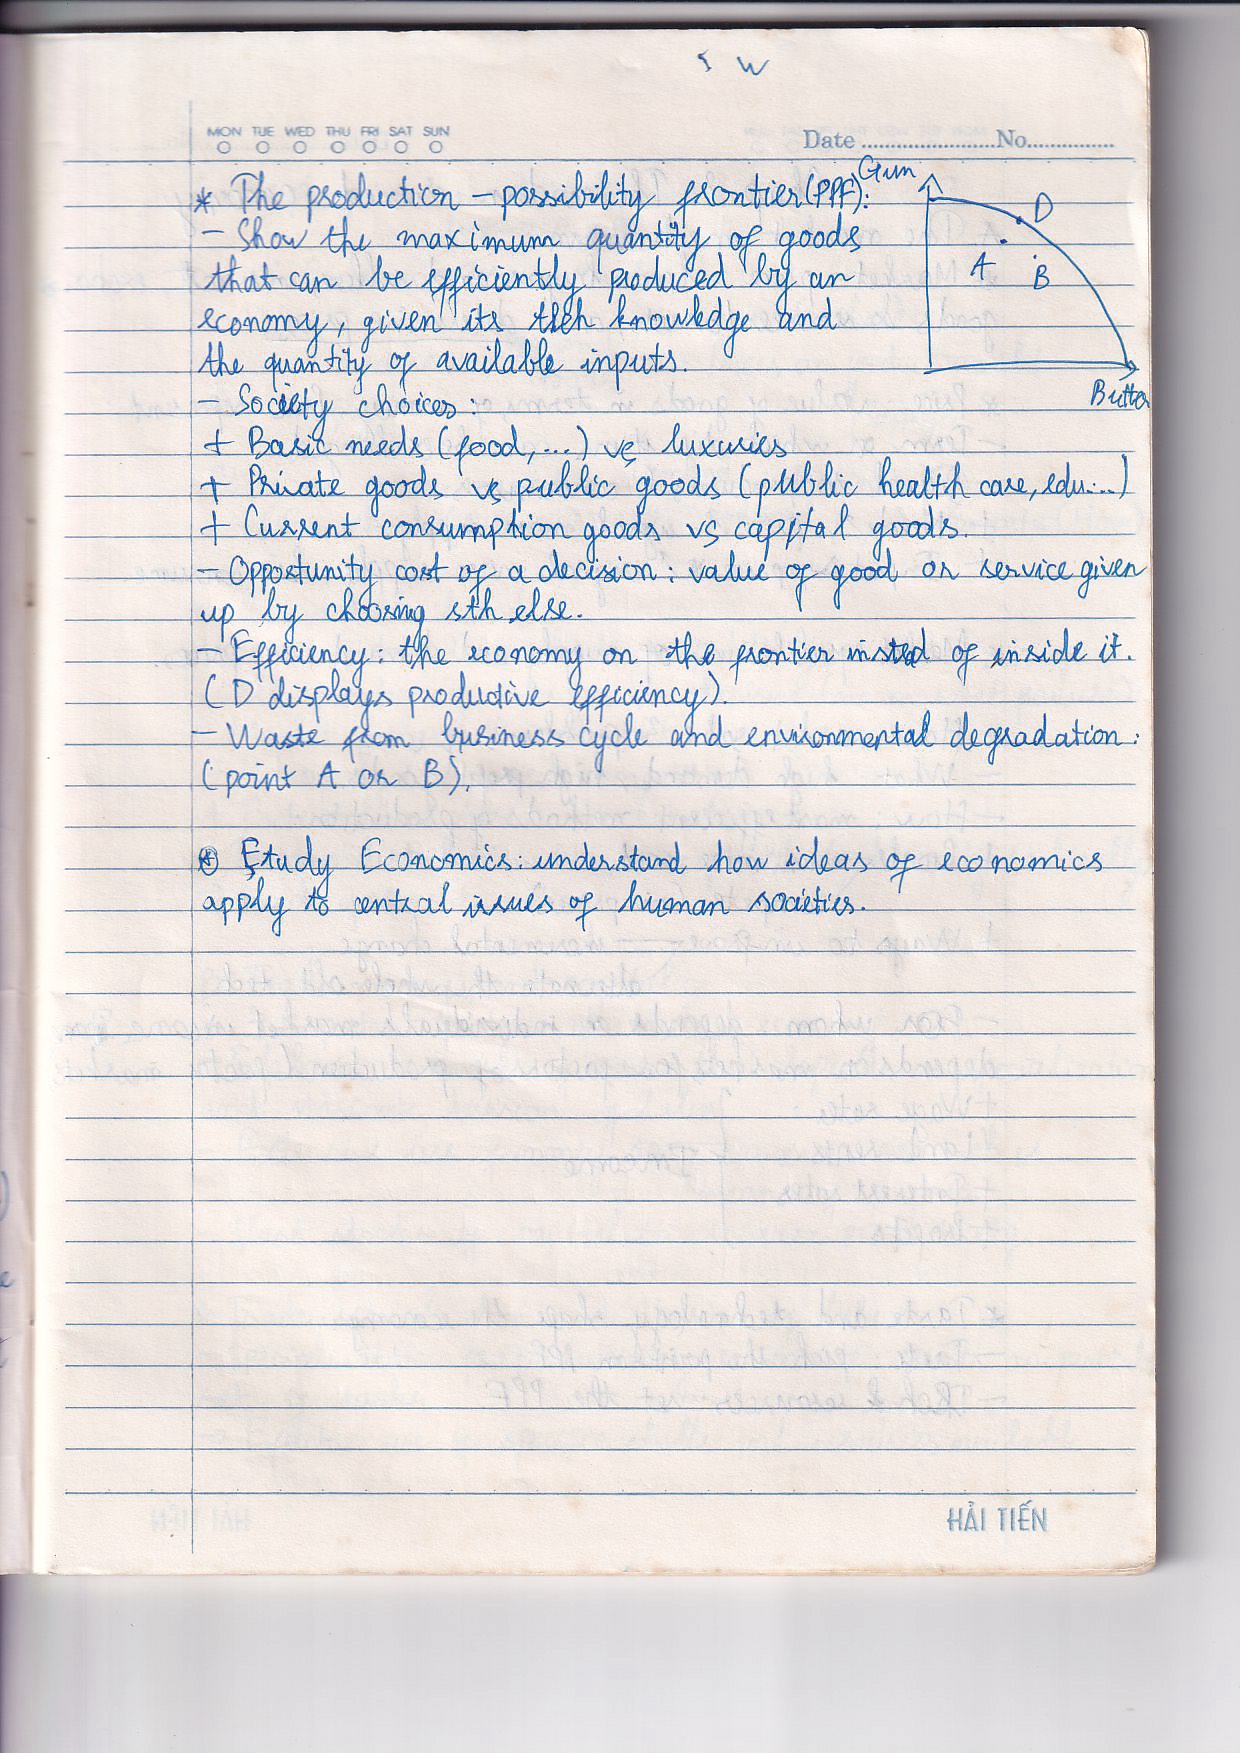 S W
MON TUE WED THU FRI SAT SUN
Date ........................No...............
* The production - possibility frontier (PPF):
Gun
D
A
B
Butter
- Show the maximum quantity of goods
that can be efficiently produced by an
economy, given its tech knowledge and
the quantity of available inputs.
- Society choices:
+ Basic needs (food,...) vs luxuries
+ Private goods vs public goods (public health care, edu....)
+ Current consumption goods vs capital goods.
- Opportunity cost of a decision: value of good or service given
up by choosing sth else.
- Efficiency: the economy on the frontier insted of inside it.
(D displays productive efficiency).
- Waste from business cycle and environmental degradation:
(point A or B).
* Study Economics: understand how ideas of economics
apply to central issues of human societies.
HẢI TIẾN